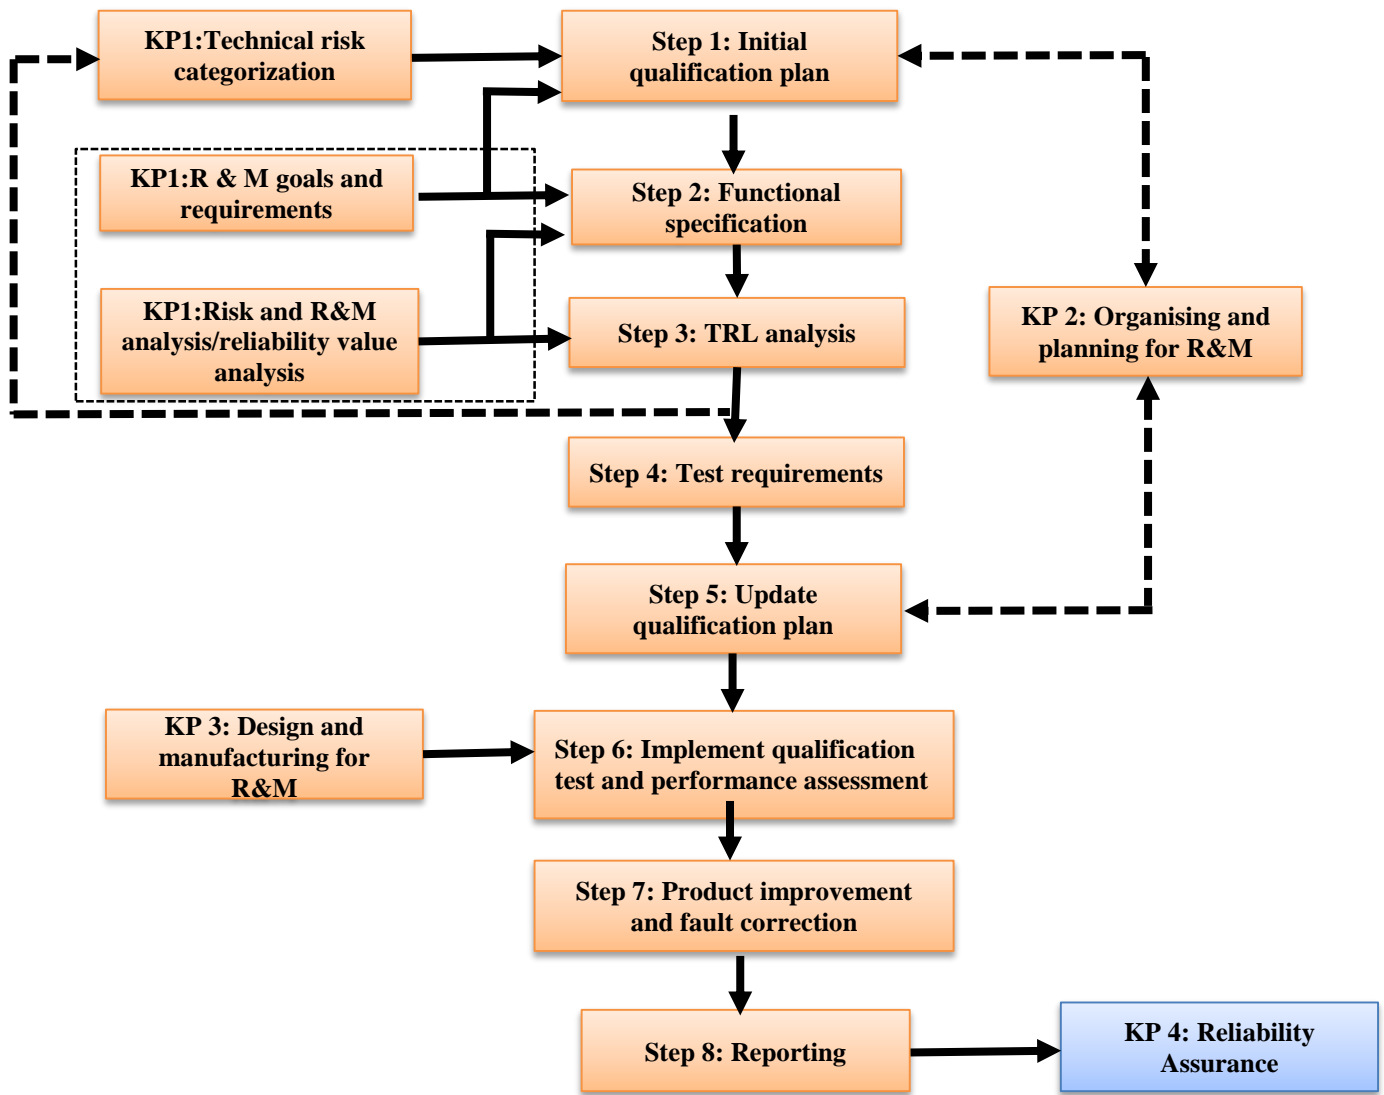 KP1:Technical risk
categorization
Step 1: Initial
qualification plan
KP1:R & M goals and
requirements
Step 2: Functional
specification
KP1:Risk and R&M
analysis/reliability value
analysis
Step 3: TRL analysis
KP 2: Organising and
planning for R&M
Step 4: Test requirements
Step 5: Update
qualification plan
KP 3: Design and
manufacturing for
R&M
Step 6: Implement qualification
test and performance assessment
Step 7: Product improvement
and fault correction
Step 8: Reporting
KP 4: Reliability
Assurance